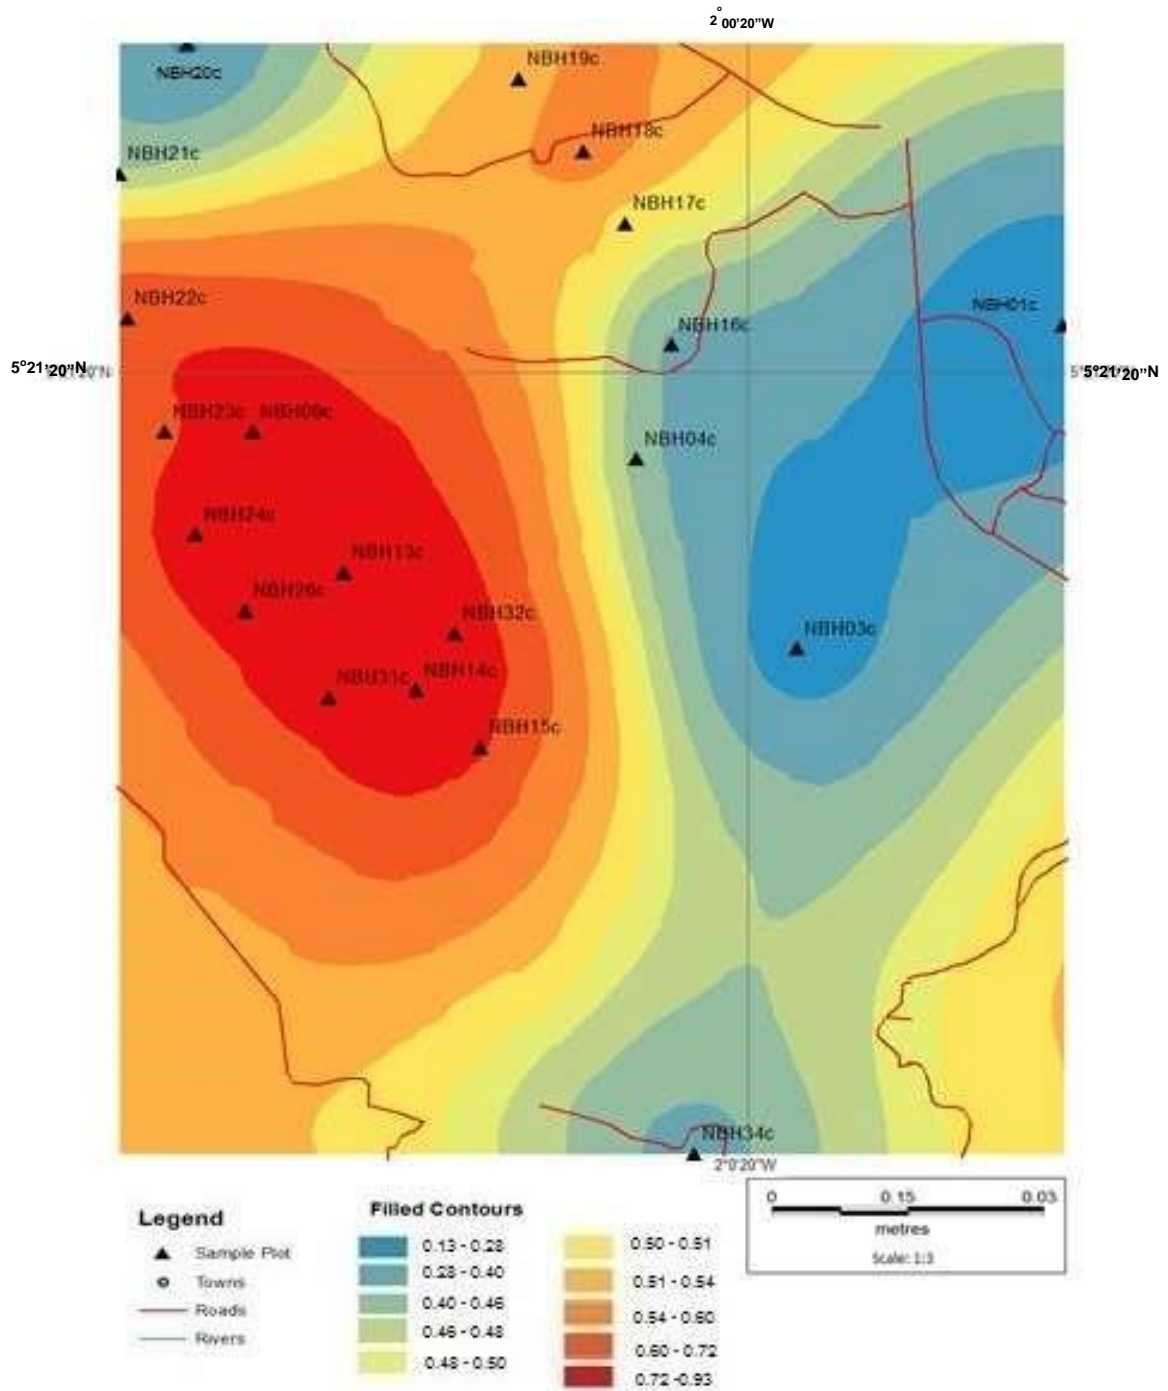 2° 00'20"W
NBH19c
NBH20c
NBH18c
NBH21c
NBH17c
NBH22c
NBH01c
NBH16c
5°21'20"N
5°21'20"N
NBH23c NBH09c
NBH04c
NBH24c
NBH13c
NBH26c
NBH32c
NBH03c
NBH31c NBH14c
NBH15c
NBH34c
2°0'20"W
0 0.15 0.03
metres
Scale: 1:3
Legend
Sample Plot
Towns
Roads
Rivers
Filled Contours
0.13 - 0.28
0.28 - 0.40
0.40 - 0.46
0.46 - 0.48
0.48 - 0.50
0.50 - 0.51
0.51 - 0.54
0.54 - 0.60
0.60 - 0.72
0.72 -0.93